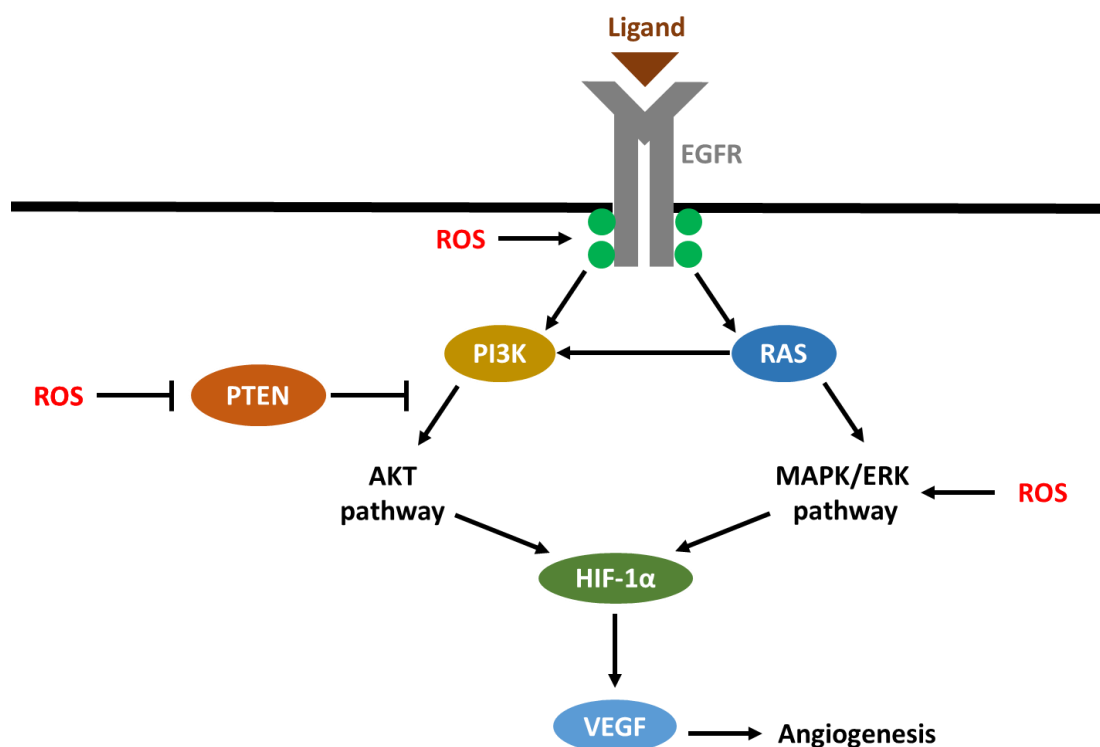 Ligand
EGFR
ROS
PI3K
RAS
ROS
PTEN
AKT
pathway
MAPK/ERK
pathway
ROS
HIF-1α
VEGF
Angiogenesis